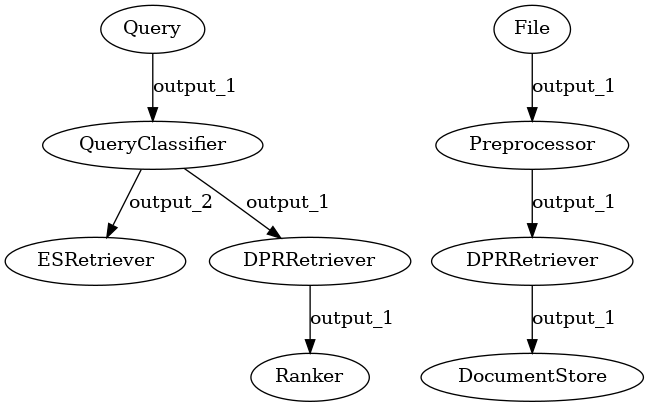 Query
File
output_1
output_1
QueryClassifier
Preprocessor
output_2
output_1
output_1
ESRetriever
DPRRetriever
DPRRetriever
output_1
output_1
Ranker
DocumentStore